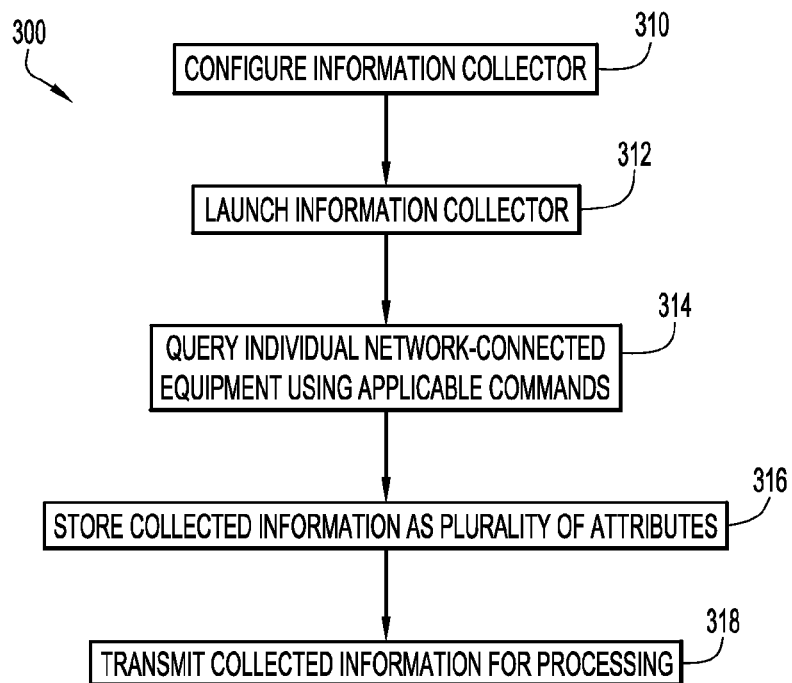 300
310
CONFIGURE INFORMATION COLLECTOR
312
LAUNCH INFORMATION COLLECTOR
314
QUERY INDIVIDUAL NETWORK-CONNECTED
EQUIPMENT USING APPLICABLE COMMANDS
316
STORE COLLECTED INFORMATION AS PLURALITY OF ATTRIBUTES
318
TRANSMIT COLLECTED INFORMATION FOR PROCESSING